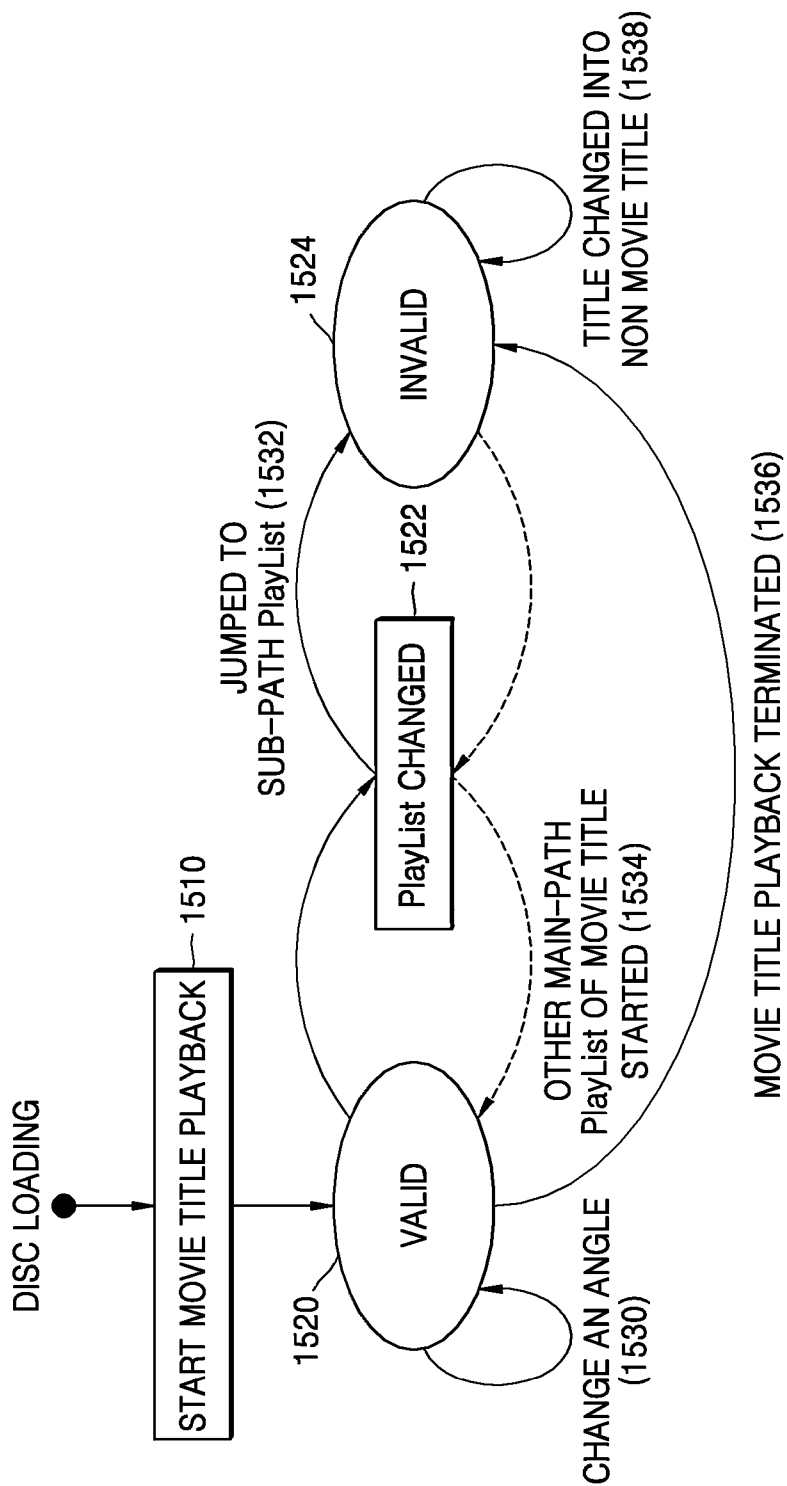 DISC LOADING
START MOVIE TITLE PLAYBACK
1510
1520
VALID
CHANGE AN ANGLE
(1530)
JUMPED TO
SUB-PATH PlayList (1532)
PlayList CHANGED
1522
OTHER MAIN-PATH
PlayList OF MOVIE TITLE
STARTED (1534)
1524
INVALID
TITLE CHANGED INTO
NON MOVIE TITLE (1538)
MOVIE TITLE PLAYBACK TERMINATED (1536)